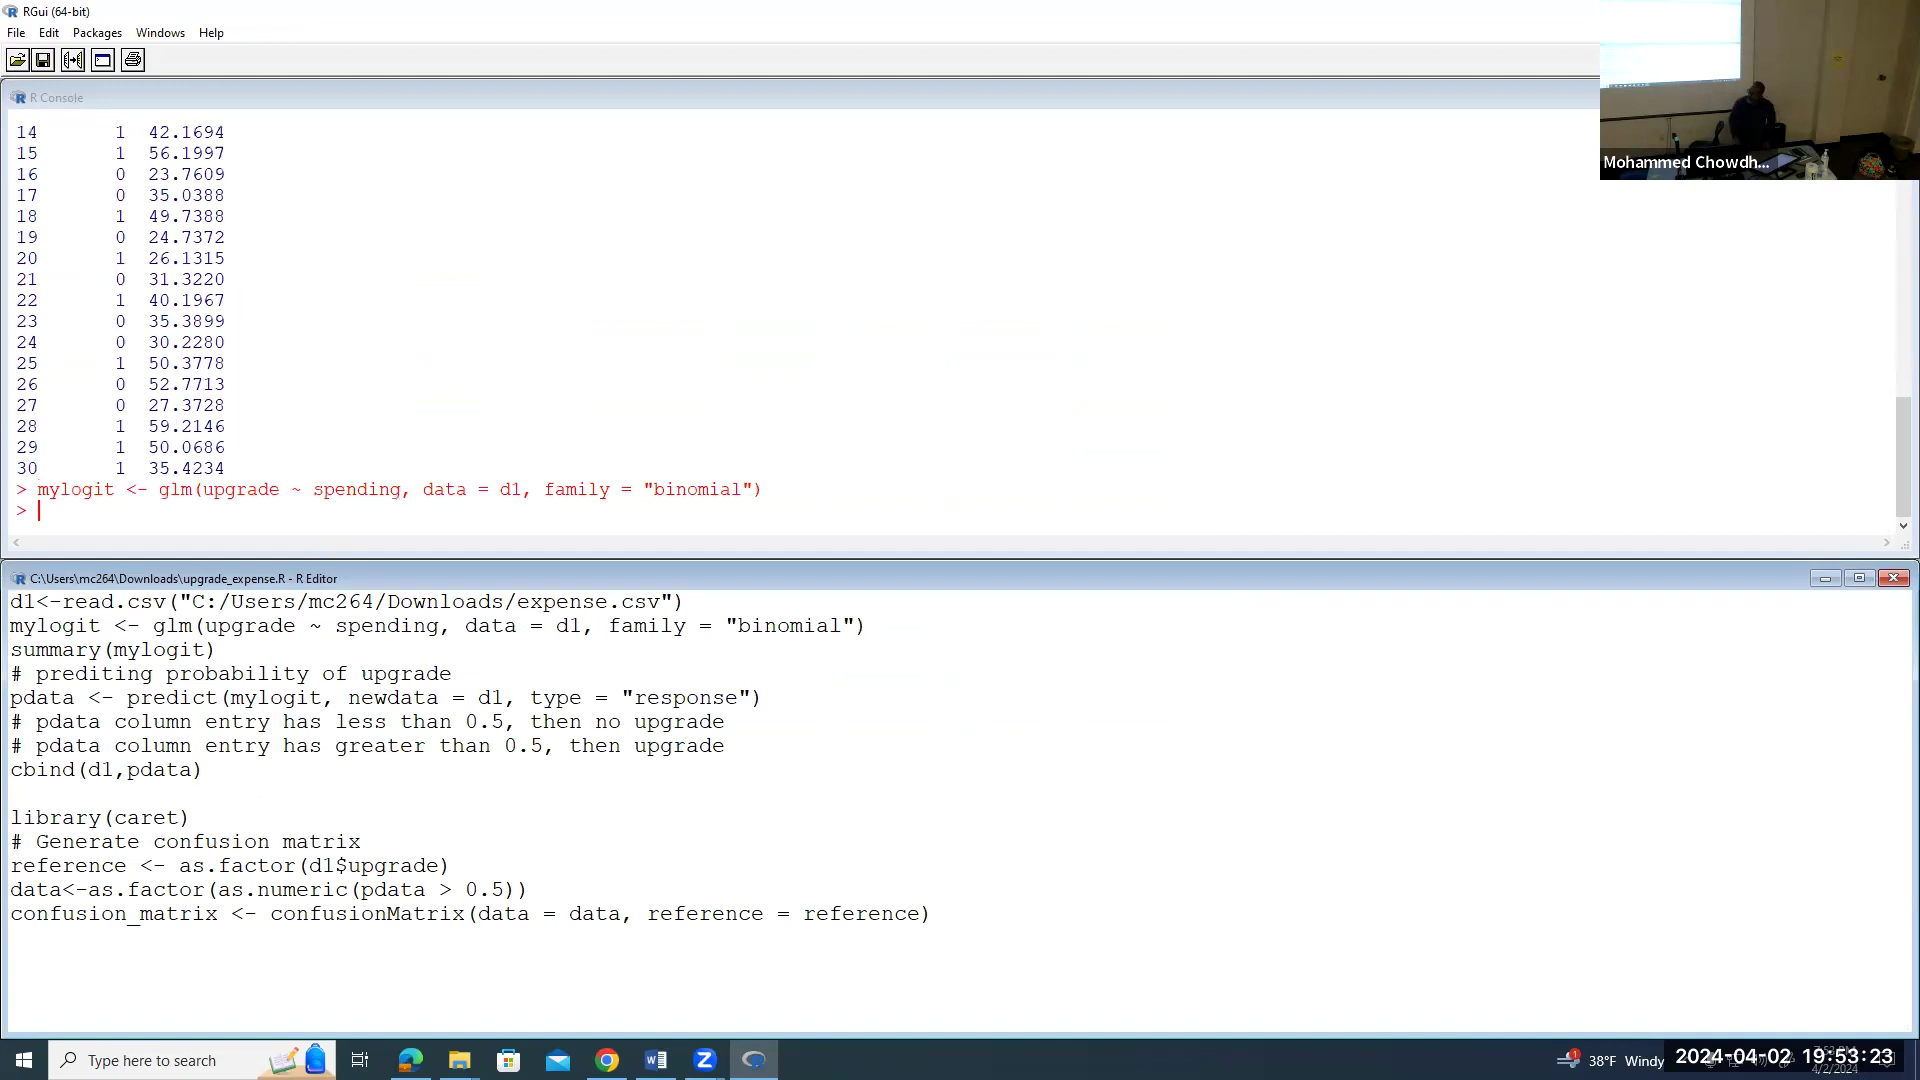 RGui (64-bit)
File Edit Packages Windows Help
R Console
14 1 42.1694
15 1 56.1997
16 0 23.7609
17 0 35.0388
18 1 49.7388
19 0 24.7372
20 1 26.1315
21 0 31.3220
22 1 40.1967
23 0 35.3899
24 0 30.2280
25 1 50.3778
26 0 52.7713
27 0 27.3728
28 1 59.2146
29 1 50.0686
30 1 35.4234
> mylogit <- glm(upgrade ~ spending, data = d1, family = "binomial")
>
Mohammed Chowdh...
C:\Users\mc264\Downloads\upgrade_expense.R - R Editor
d1<-read.csv("C:/Users/mc264/Downloads/expense.csv")
mylogit <- glm(upgrade ~ spending, data = d1, family = "binomial")
summary(mylogit)
# prediting probability of upgrade
pdata <- predict(mylogit, newdata = d1, type = "response")
# pdata column entry has less than 0.5, then no upgrade
# pdata column entry has greater than 0.5, then upgrade
cbind(d1,pdata)
library(caret)
# Generate confusion matrix
reference <- as.factor(d1$upgrade)
data<-as.factor(as.numeric(pdata > 0.5))
confusion_matrix <- confusionMatrix(data = data, reference = reference)
Type here to search
38°F Windy
2024-04-02 19:53:23
4/2/2024